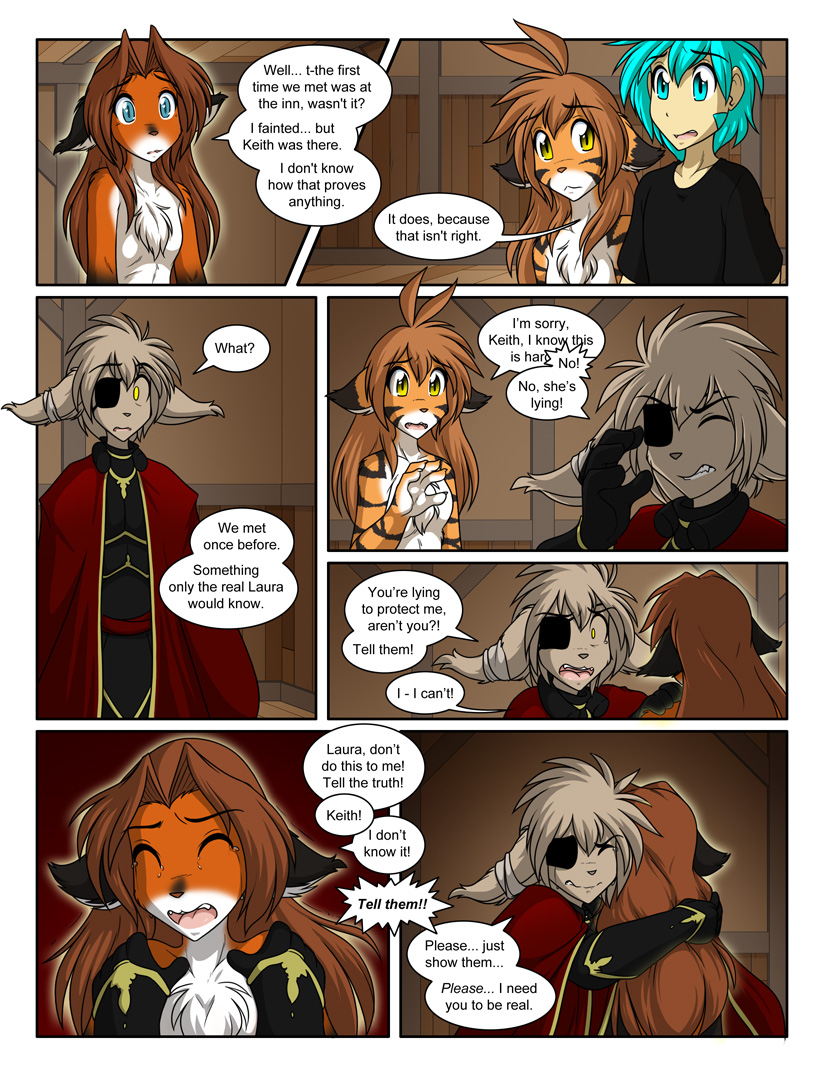 Well... t-the first
time we met was at
the inn, wasn't it?
I fainted... but
Keith was there.
I don't know
how that proves
anything.
It does, because
that isn't right.
What?
We met
once before.
Something
only the real Laura
would know.
I'm sorry,
Keith, I know this
is hard
No!
No, she's
lying!
You're lying
to protect me,
aren't you?!
Tell them!
I - I can't!
Laura, don't
do this to me!
Tell the truth!
Keith!
I don't
know it!
Tell them!!
Please... just
show them...
Please... I need
you to be real.